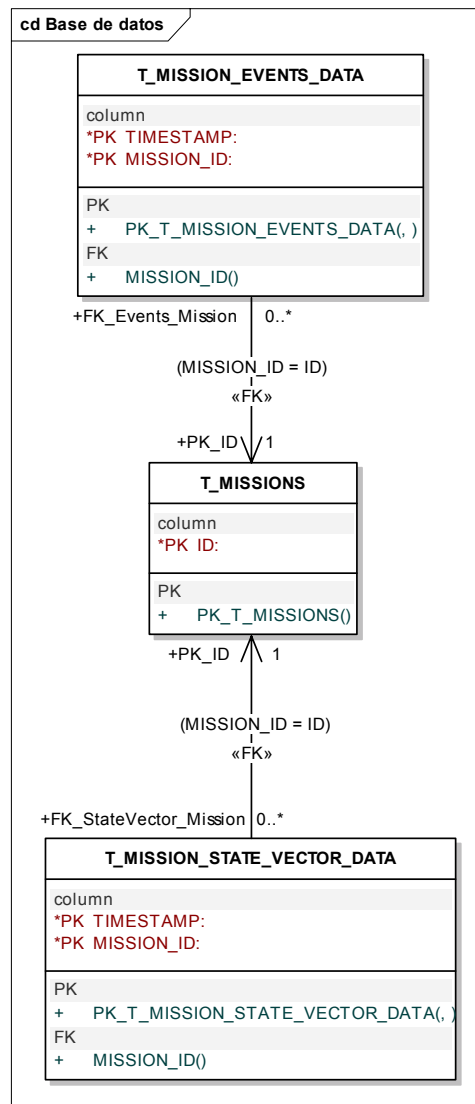 cd Base de datos
T_MISSION_EVENTS_DATA
column
*PK TIMESTAMP:
*PK MISSION_ID:
PK
+ PK_T_MISSION_EVENTS_DATA(, )
FK
+ MISSION_ID()
+FK_Events_Mission 0..*
(MISSION_ID = ID)
«FK»
+PK_ID 1
T_MISSIONS
column
*PK ID:
PK
+ PK_T_MISSIONS()
+PK_ID 1
(MISSION_ID = ID)
«FK»
+FK_StateVector_Mission 0..*
T_MISSION_STATE_VECTOR_DATA
column
*PK TIMESTAMP:
*PK MISSION_ID:
PK
+ PK_T_MISSION_STATE_VECTOR_DATA(, )
FK
+ MISSION_ID()